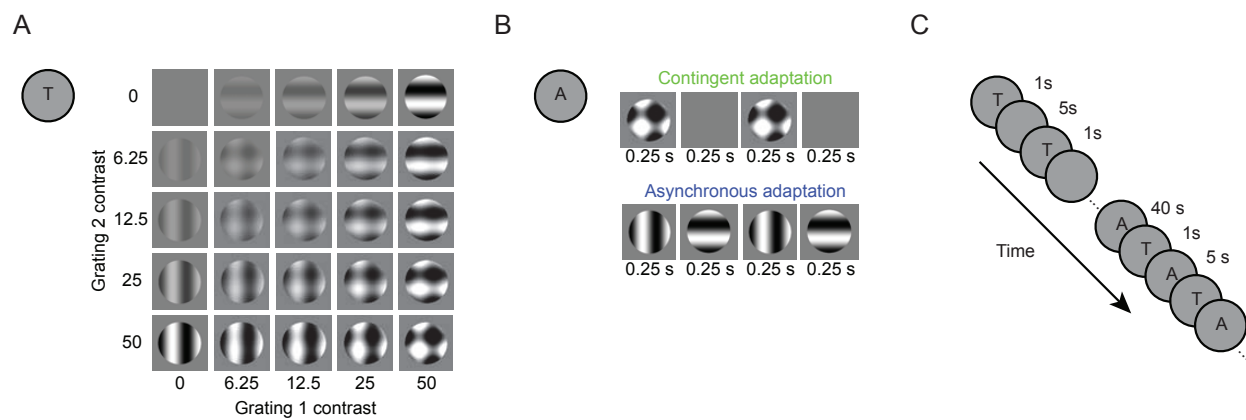 A
T
0
6.25
12.5
25
50
Grating 2 contrast
0 6.25 12.5 25 50
Grating 1 contrast
B
A
Contingent adaptation
0.25 s 0.25 s 0.25 s 0.25 s
Asynchronous adaptation
0.25 s 0.25 s 0.25 s 0.25 s
C
T
1s
5s
T
1s
A
40 s
T
1s
A
5 s
T
A
Time